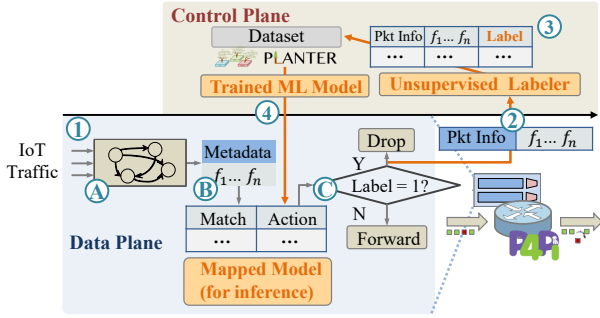 Control Plane
Dataset
PLANTER
Trained ML Model
Pkt Info
f₁... fₙ
Label
...
...
...
3
Unsupervised Labeler
4
2
1
IoT
Traffic
A
Metadata
f₁... fₙ
B
Match
Action
...
...
Mapped Model
(for inference)
Data Plane
C
Drop
Y
Label = 1?
N
Forward
Pkt Info
f₁... fₙ
P4Pi